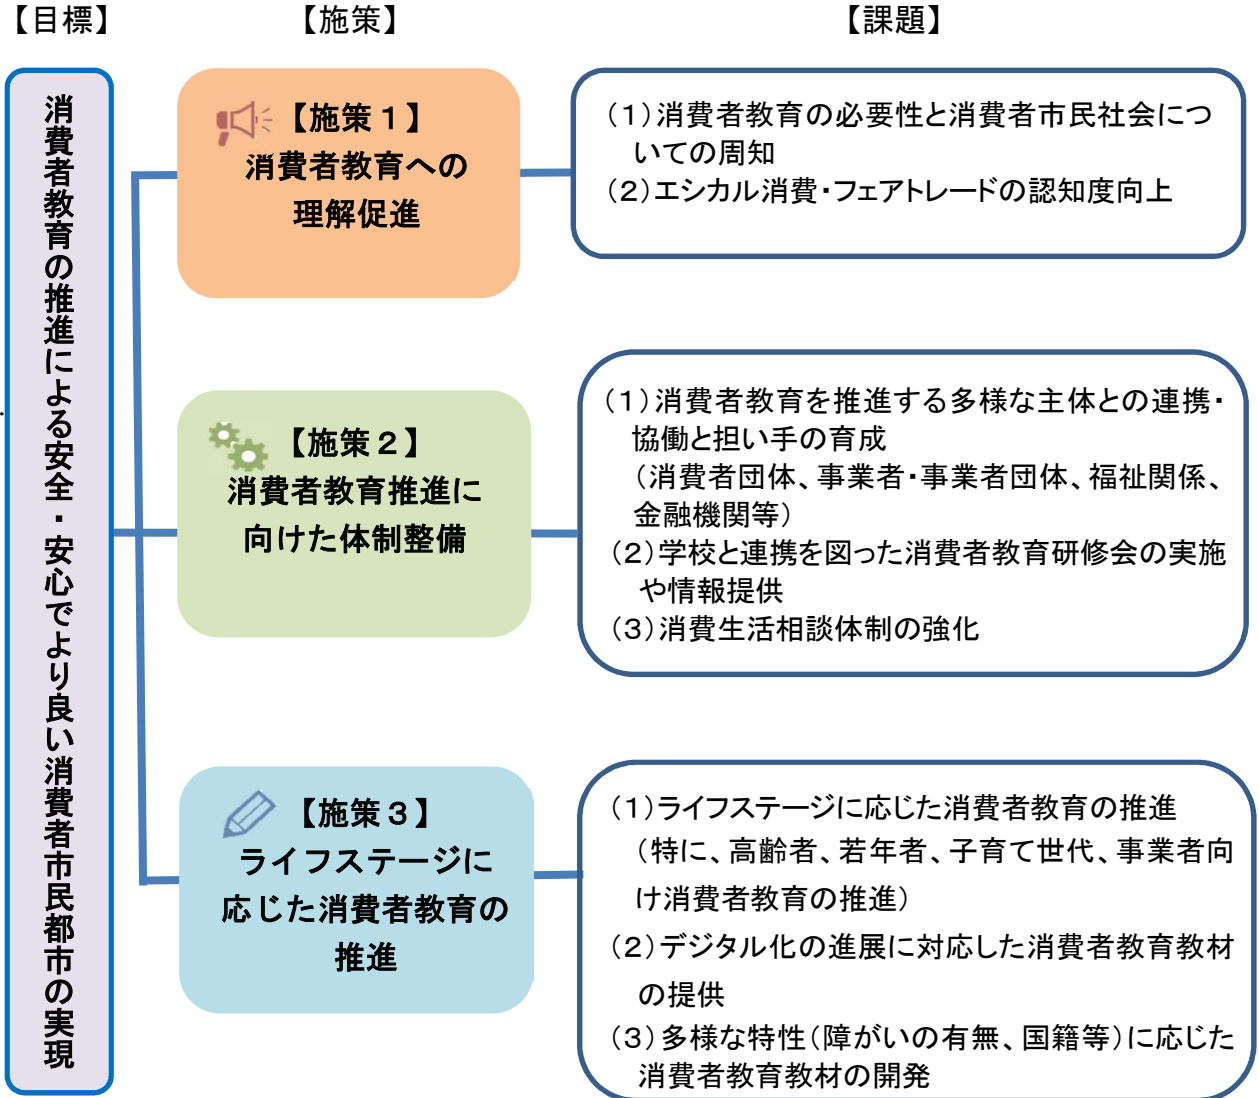 【目標】
【施策】
【課題】
消費者教育の推進による安全・安心でより良い消費者市民都市の実現
【施策１】
消費者教育への
理解促進
（１）消費者教育の必要性と消費者市民社会につ
いての周知
（２）エシカル消費・フェアトレードの認知度向上
【施策２】
消費者教育推進に
向けた体制整備
（１）消費者教育を推進する多様な主体との連携・
協働と担い手の育成
（消費者団体、事業者・事業者団体、福祉関係、
金融機関等）
（２）学校と連携を図った消費者教育研修会の実施
や情報提供
（３）消費生活相談体制の強化
【施策３】
ライフステージに
応じた消費者教育の
推進
（１）ライフステージに応じた消費者教育の推進
（特に、高齢者、若年者、子育て世代、事業者向
け消費者教育の推進）
（２）デジタル化の進展に対応した消費者教育教材
の提供
（３）多様な特性（障がいの有無、国籍等）に応じた
消費者教育教材の開発